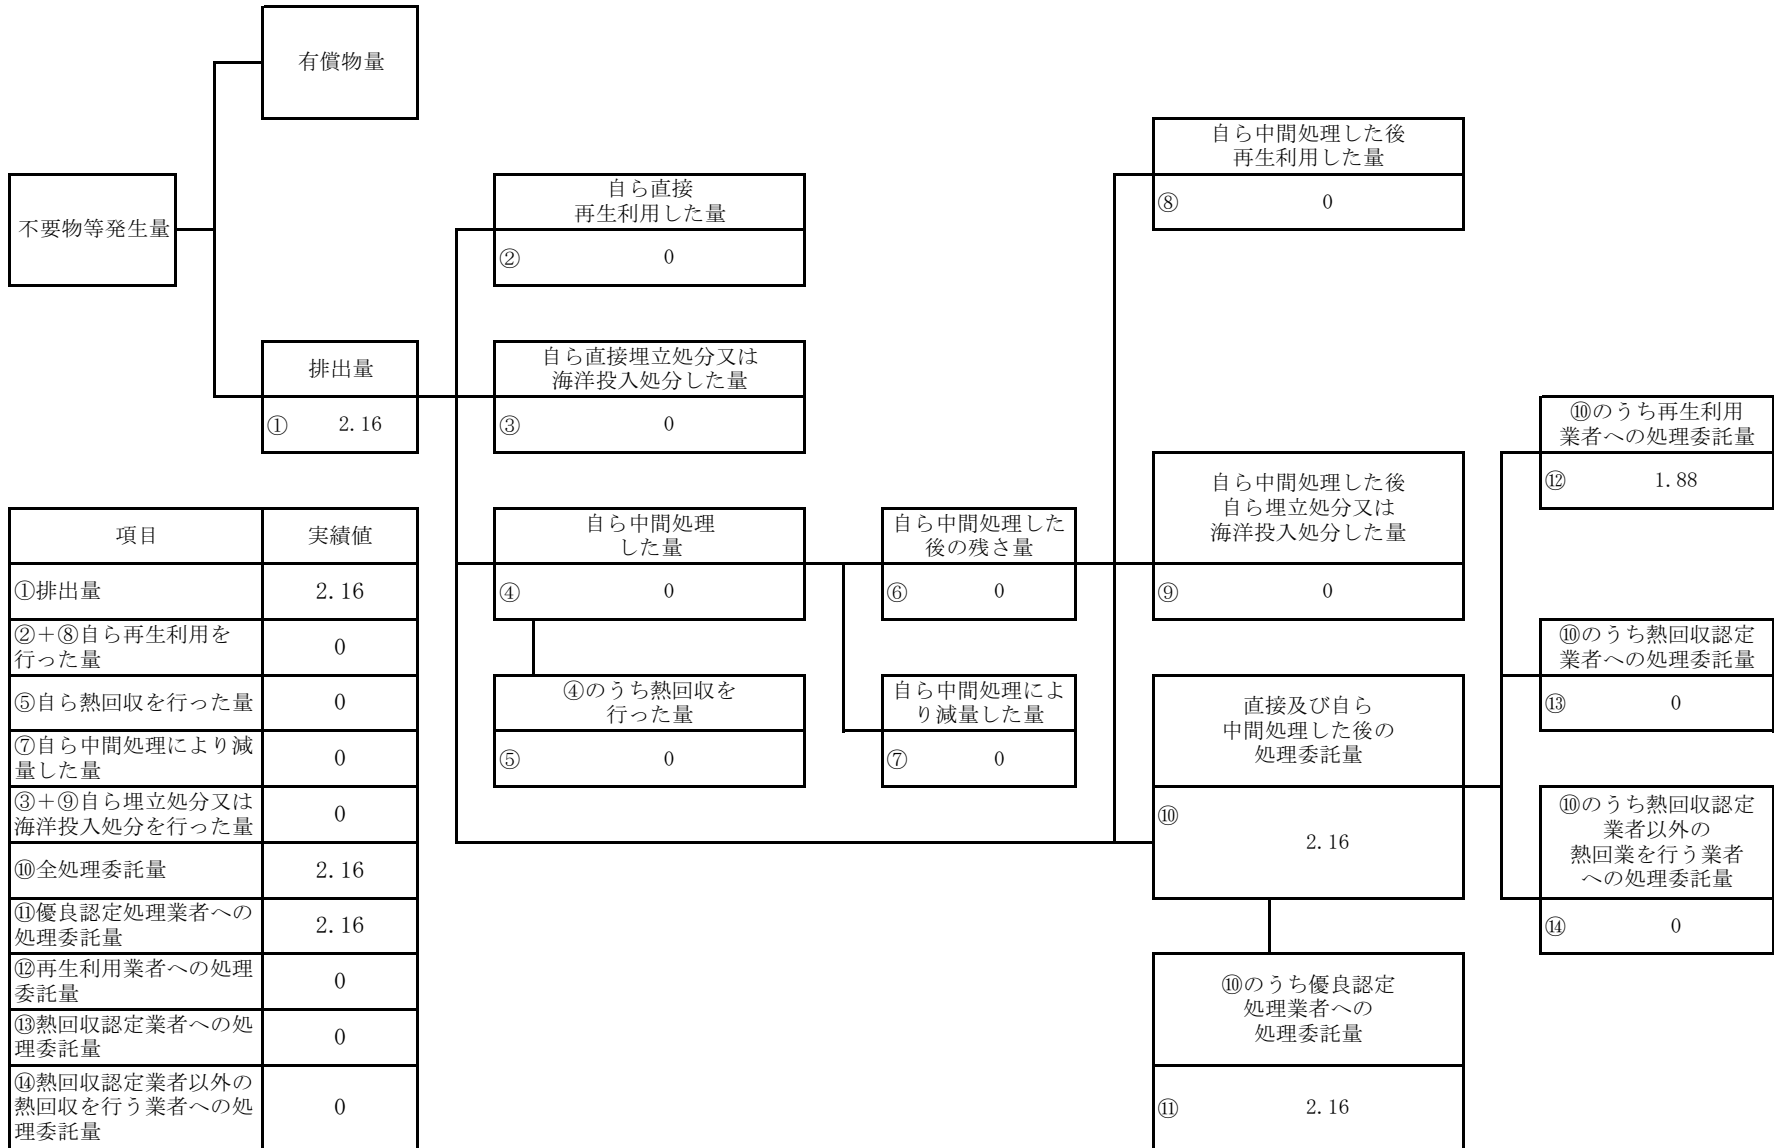 有償物量
不要物等発生量
排出量
① 2.16
自ら直接
再生利用した量
② 0
自ら直接埋立処分又は
海洋投入処分した量
③ 0
自ら中間処理
した量
④ 0
④のうち熱回収を
行った量
⑤ 0
自ら中間処理した
後の残さ量
⑥ 0
自ら中間処理によ
り減量した量
⑦ 0
自ら中間処理した後
再生利用した量
⑧ 0
自ら中間処理した後
自ら埋立処分又は
海洋投入処分した量
⑨ 0
直接及び自ら
中間処理した後の
処理委託量
⑩
2.16
⑩のうち優良認定
処理業者への
処理委託量
⑪ 2.16
⑩のうち再生利用
業者への処理委託量
⑫ 1.88
⑩のうち熱回収認定
業者への処理委託量
⑬ 0
⑩のうち熱回収認定
業者以外の
熱回業を行う業者
への処理委託量
⑭ 0
項目 実績値
①排出量 2.16
②＋⑧自ら再生利用を
行った量 0
⑤自ら熱回収を行った量 0
⑦自ら中間処理により減
量した量 0
③＋⑨自ら埋立処分又は
海洋投入処分を行った量 0
⑩全処理委託量 2.16
⑪優良認定処理業者への
処理委託量 2.16
⑫再生利用業者への処理
委託量 0
⑬熱回収認定業者への処
理委託量 0
⑭熱回収認定業者以外の
熱回収を行う業者への処
理委託量 0